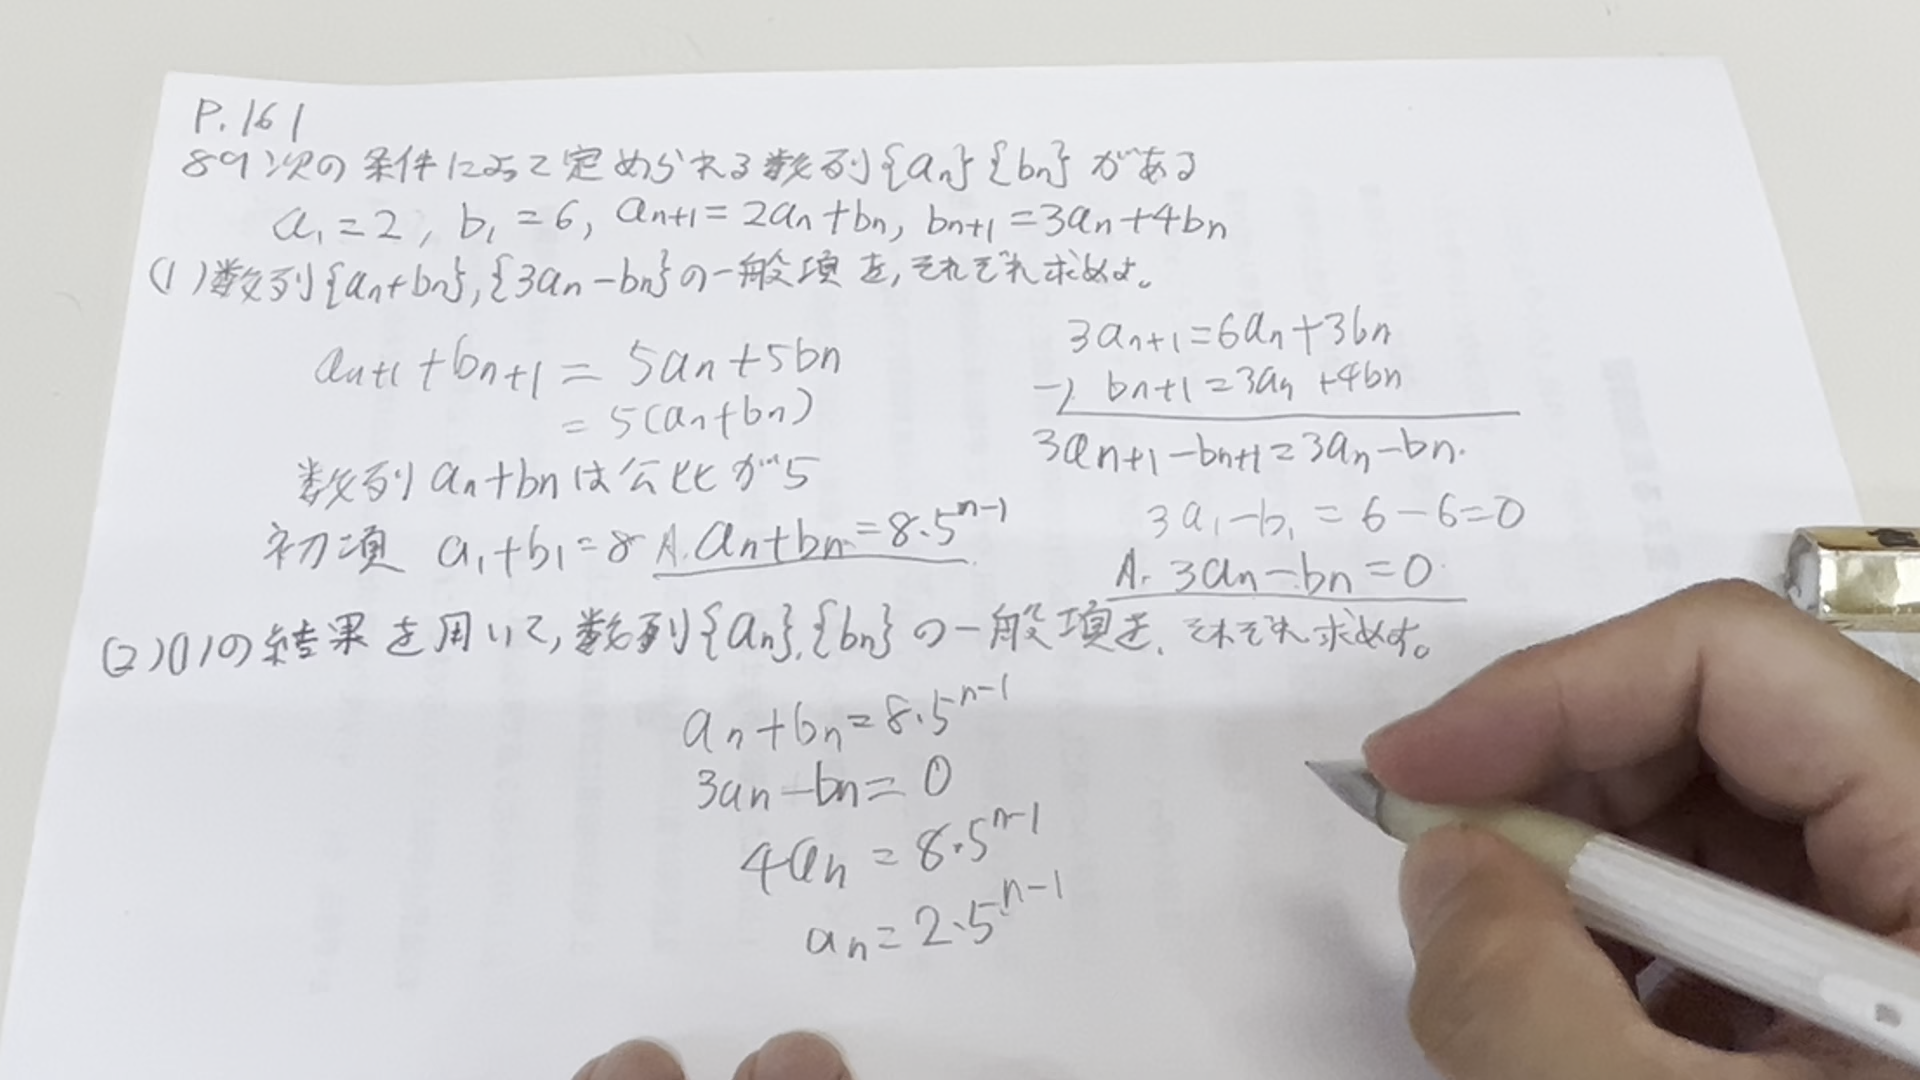 P.161
89 次の条件によって定められる数列{an}{bn}がある
a1=2, b1=6, an+1=2an+bn, bn+1=3an+4bn
(1)数列{an+bn},{3an-bn}の一般項を,それぞれ求めよ。
an+1+bn+1=5an+5bn
=5(an+bn)
数列an+bnは公比が5
初項 a1+b1=8 A. an+bn=8・5^n-1
3an+1=6an+3bn
-) bn+1=3an+4bn
3an+1-bn+1=3an-bn.
3a1-b1=6-6=0
A. 3an-bn=0
(2)(1)の結果を用いて,数列{an},{bn}の一般項を,それぞれ求めよ。
an+bn=8・5^n-1
3an-bn=0
4an=8・5^n-1
an=2・5^n-1